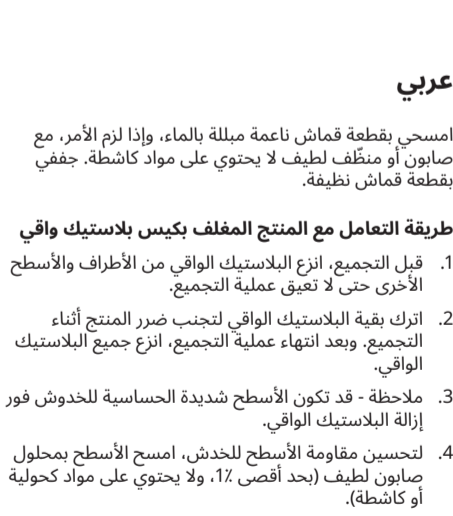 عربي
امسحي بقطعة قماش ناعمة مبللة بالماء، وإذا لزم الأمر، مع
صابون أو منظّف لطيف لا يحتوي على مواد كاشطة. جففي
بقطعة قماش نظيفة.
طريقة التعامل مع المنتج المغلف بكيس بلاستيك واقي
1. قبل التجميع، انزع البلاستيك الواقي من الأطراف والأسطح
الأخرى حتى لا تعيق عملية التجميع.
2. اترك بقية البلاستيك الواقي لتجنب ضرر المنتج أثناء
التجميع. وبعد انتهاء عملية التجميع، انزع جميع البلاستيك
الواقي.
3. ملاحظة - قد تكون الأسطح شديدة الحساسية للخدوش فور
إزالة البلاستيك الواقي.
4. لتحسين مقاومة الأسطح للخدش، امسح الأسطح بمحلول
صابون لطيف (بحد أقصى 1٪، ولا يحتوي على مواد كحولية
أو كاشطة).